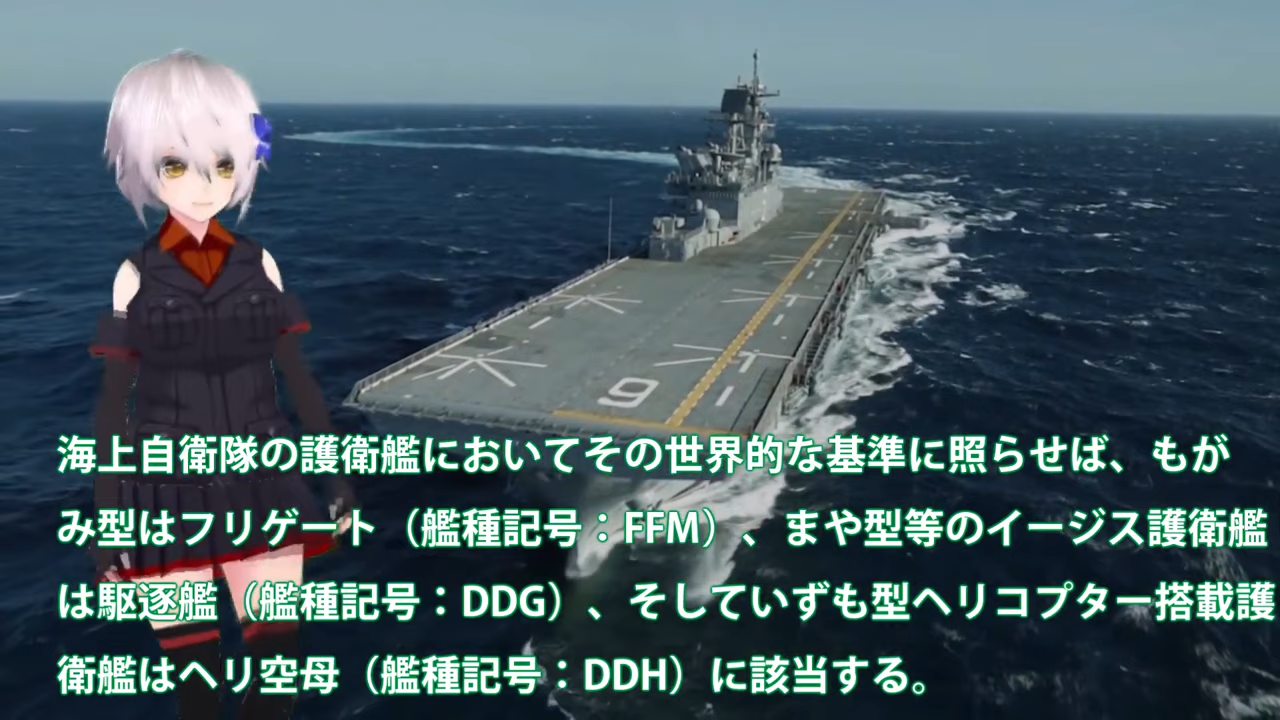 6
海上自衛隊の護衛艦においてその世界的な基準に照らせば、もが
み型はフリゲート（艦種記号：FFM）、まや型等のイージス護衛艦
は駆逐艦（艦種記号：DDG）、そしていずも型ヘリコプター搭載護
衛艦はヘリ空母（艦種記号：DDH）に該当する。